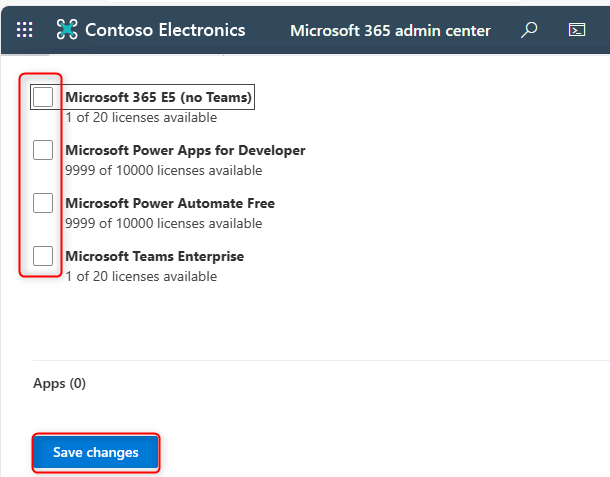 Contoso Electronics
Microsoft 365 admin center
Microsoft 365 E5 (no Teams)
1 of 20 licenses available
Microsoft Power Apps for Developer
9999 of 10000 licenses available
Microsoft Power Automate Free
9999 of 10000 licenses available
Microsoft Teams Enterprise
1 of 20 licenses available
Apps (0)
Save changes